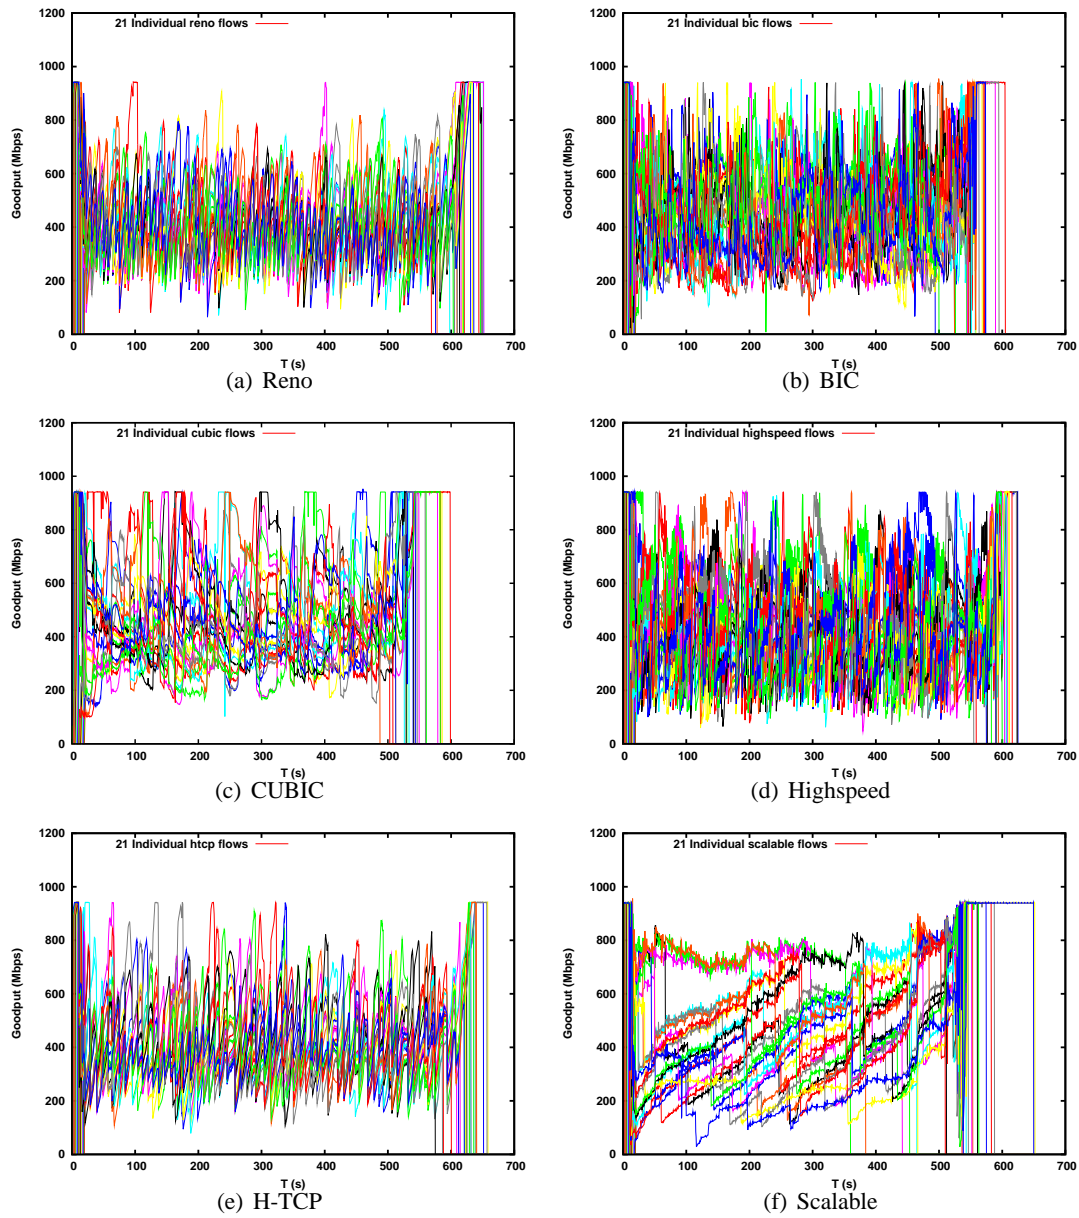 1200
21 Individual reno flows
1000
800
600
400
200
0
Goodput (Mbps)
0 100 200 300 400 500 600 700
T (s)
(a) Reno
1200
21 Individual bic flows
1000
800
600
400
200
0
Goodput (Mbps)
0 100 200 300 400 500 600 700
T (s)
(b) BIC
1200
21 Individual cubic flows
1000
800
600
400
200
0
Goodput (Mbps)
0 100 200 300 400 500 600 700
T (s)
(c) CUBIC
1200
21 Individual highspeed flows
1000
800
600
400
200
0
Goodput (Mbps)
0 100 200 300 400 500 600 700
T (s)
(d) Highspeed
1200
21 Individual htcp flows
1000
800
600
400
200
0
Goodput (Mbps)
0 100 200 300 400 500 600 700
T (s)
(e) H-TCP
1200
21 Individual scalable flows
1000
800
600
400
200
0
Goodput (Mbps)
0 100 200 300 400 500 600 700
T (s)
(f) Scalable